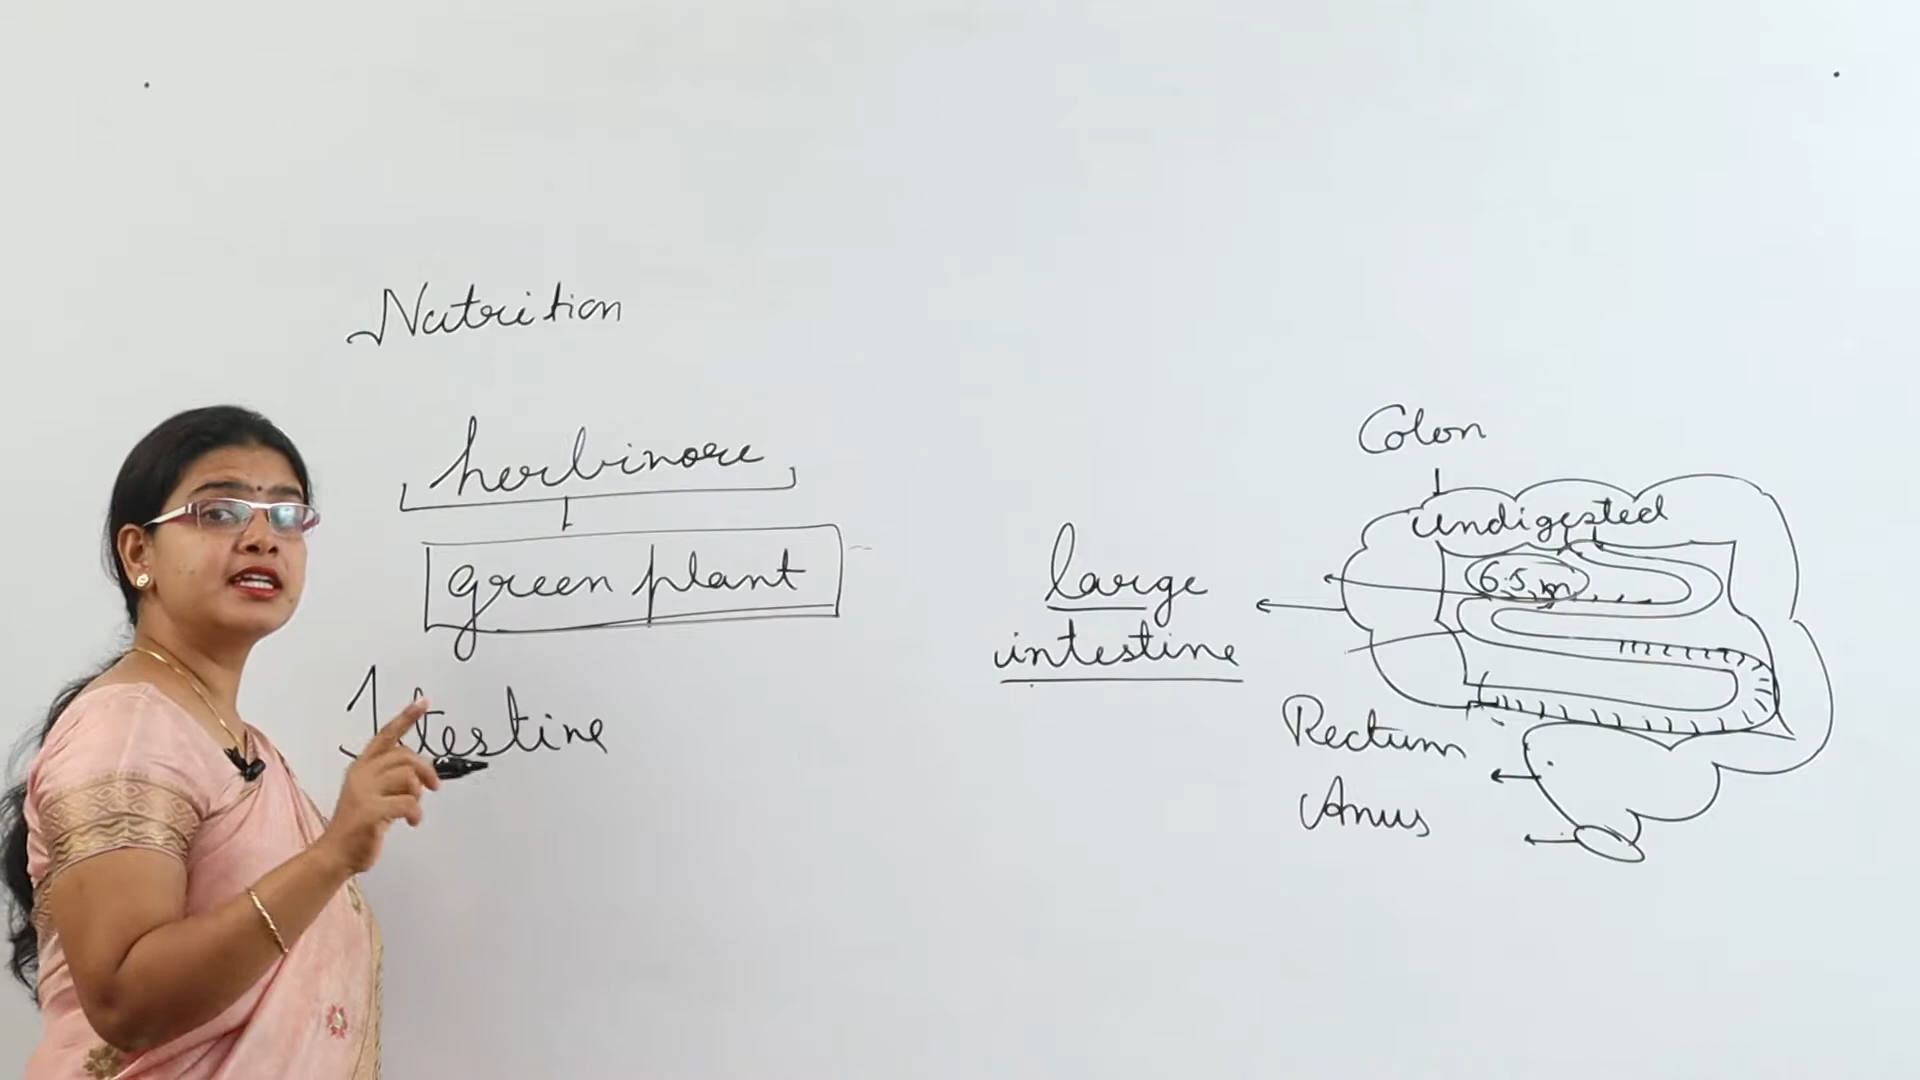 Nutrition
herbivore
green plant
Intestine
large
intestine
Colon
undigested
6.5 m
Rectum
Anus